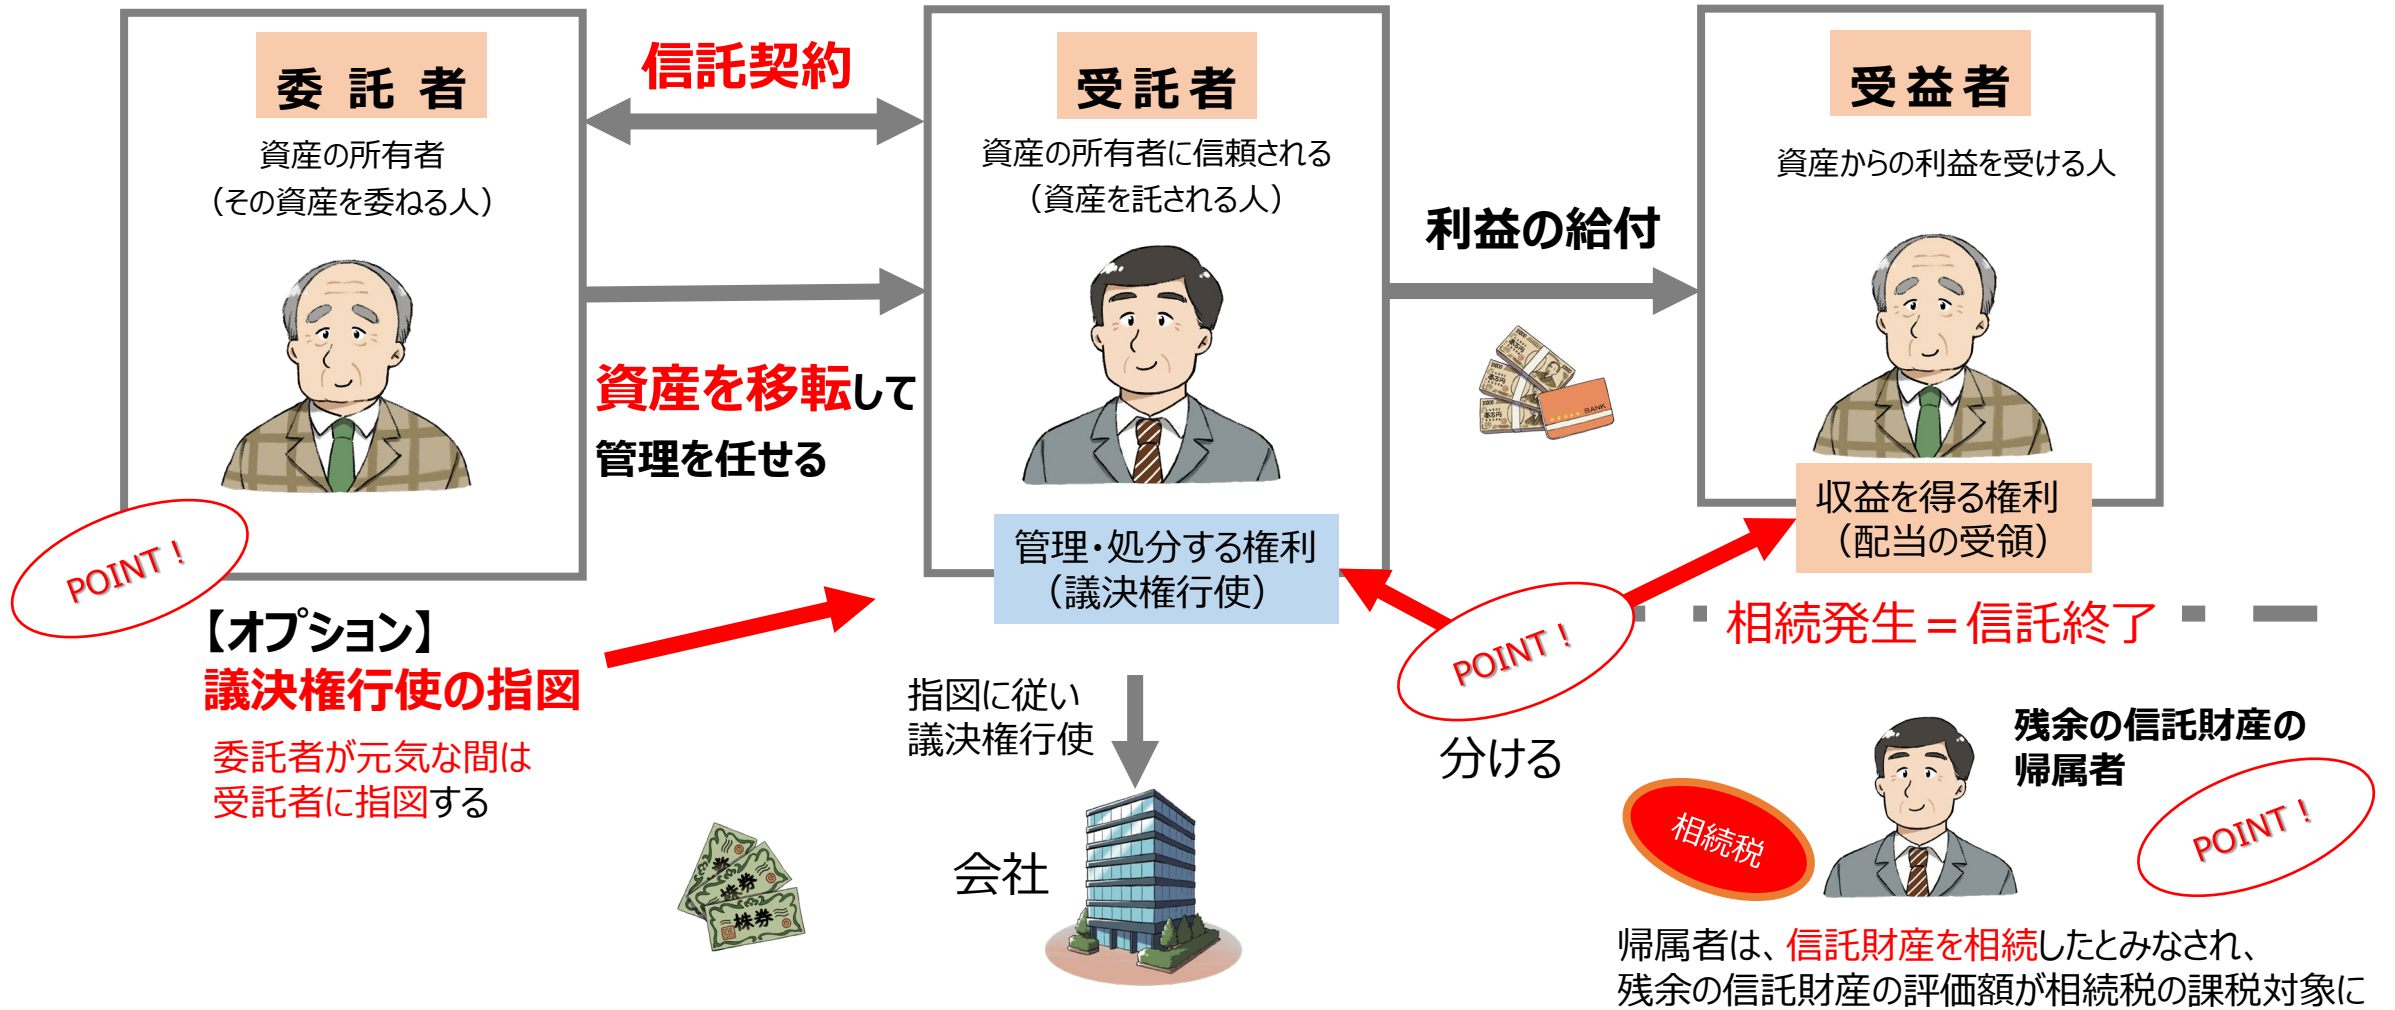 委託者
資産の所有者
（その資産を委ねる人）
信託契約
資産を移転して
管理を任せる
受託者
資産の所有者に信頼される
（資産を託される人）
管理・処分する権利
（議決権行使）
利益の給付
BANK
受益者
資産からの利益を受ける人
収益を得る権利
（配当の受領）
POINT！
【オプション】
議決権行使の指図
委託者が元気な間は
受託者に指図する
指図に従い
議決権行使
会社
株券
株券
株券
POINT！
分ける
相続発生＝信託終了
残余の信託財産の
帰属者
相続税
POINT！
帰属者は、信託財産を相続したとみなされ、
残余の信託財産の評価額が相続税の課税対象に